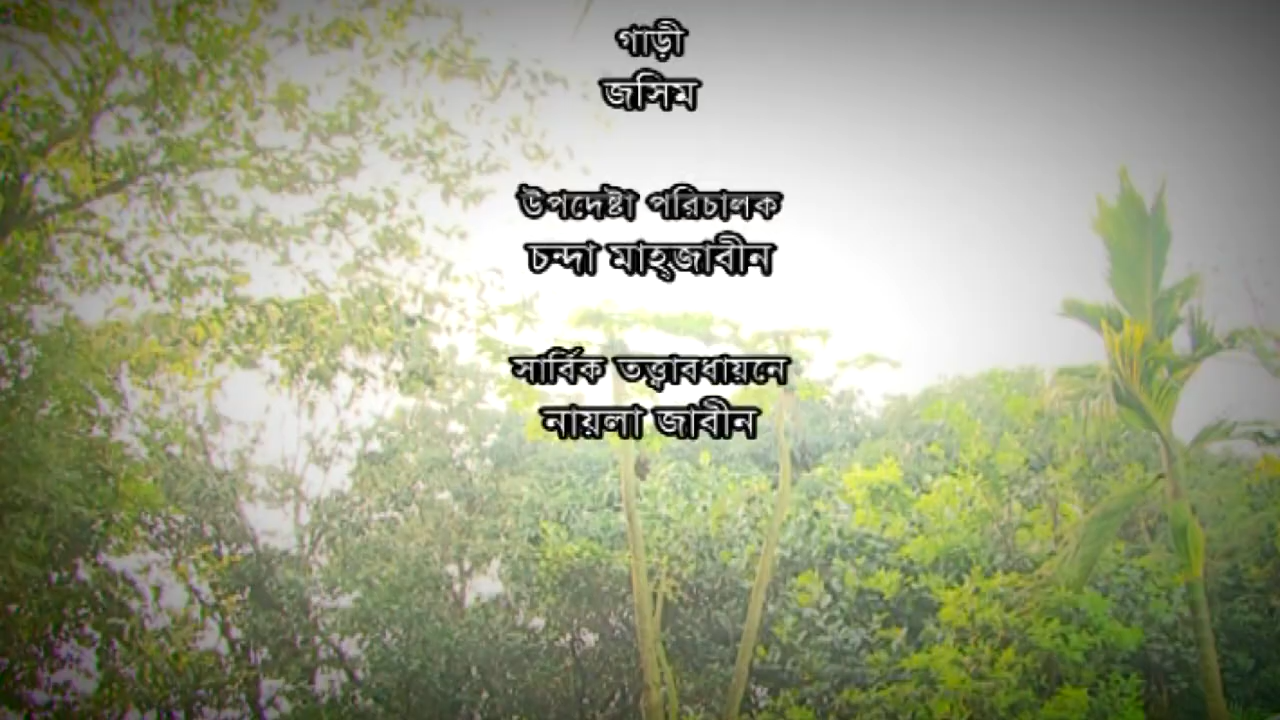 গাড়ী
জসিম
উপদেষ্টা পরিচালক
চন্দা মাহ্‌জাবীন
সার্বিক তত্ত্বাবধায়নে
নায়লা জাবীন